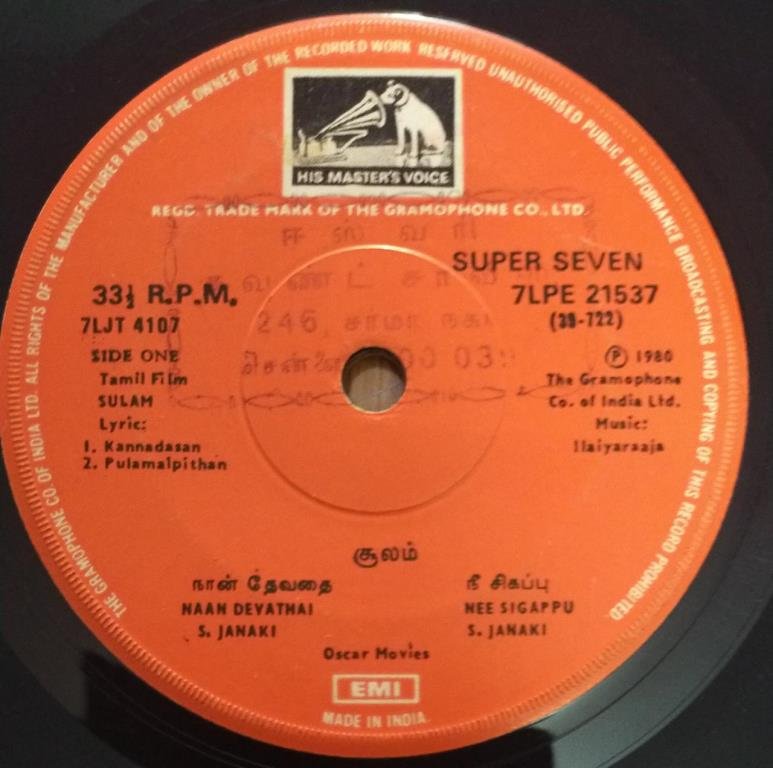 THE GRAMOPHONE CO. OF INDIA LTD. ALL RIGHTS OF THE MANUFACTURER AND OF THE OWNER OF THE RECORDED WORK RESERVED UNAUTHORISED PUBLIC PERFORMANCE BROADCASTING AND COPYING OF THIS RECORD PROHIBITED
HIS MASTER'S VOICE
REGD. TRADE MARK OF THE GRAMOPHONE CO., LTD.
SUPER SEVEN
33⅓ R.P.M.
7LPE 21537
7LJT 4107
(39-722)
SIDE ONE
Ⓟ 1980
Tamil Film
The Gramophone
SULAM
Co. of India Ltd.
Lyric:
Music:
1. Kannadasan
Ilaiyaraaja
2. Pulamaipithan
246, சர்மா நகர்
சூலம்
நான் தேவதை
நீ சிகப்பு
NAAN DEVATHAI
NEE SIGAPPU
S. JANAKI
S. JANAKI
Oscar Movies
EMI
MADE IN INDIA.